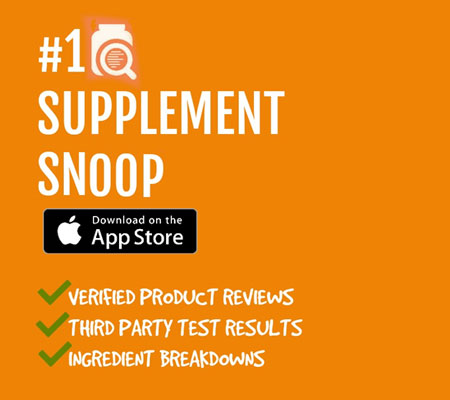 #1
SUPPLEMENT
SNOOP
Download on the
App Store
VERIFIED PRODUCT REVIEWS
THIRD PARTY TEST RESULTS
INGREDIENT BREAKDOWNS